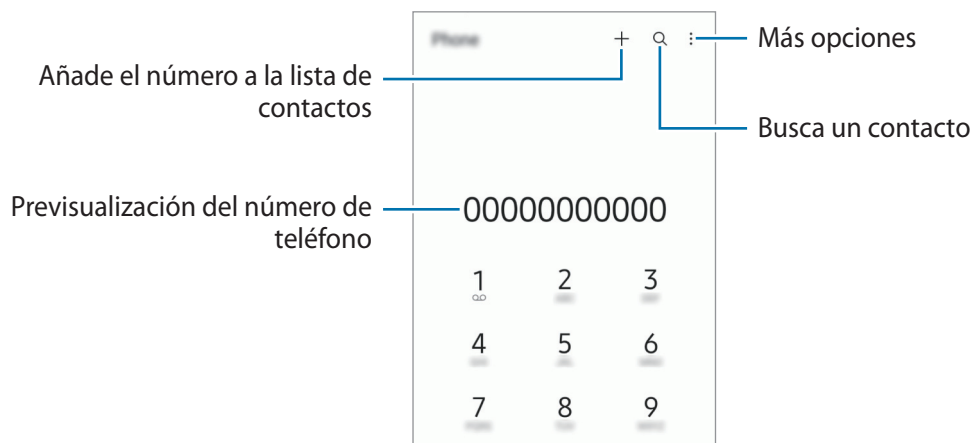 Phone
Más opciones
Añade el número a la lista de
contactos
Busca un contacto
Previsualización del número de
teléfono
00000000000
1 2 3
4 5 6
7 8 9